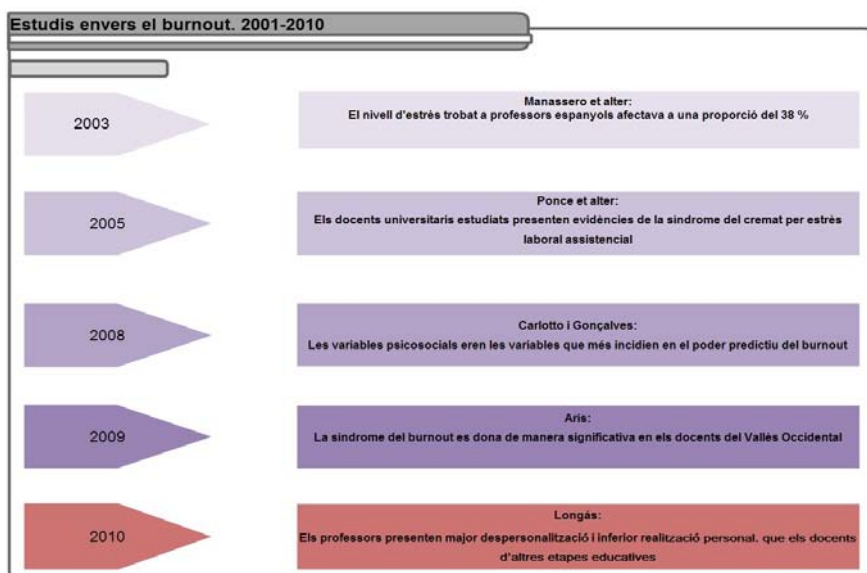 Estudis envers el burnout. 2001-2010
2003
Manassero et alter:
El nivell d'estrès trobat a professors espanyols afectava a una proporció del 38 %
2005
Ponce et alter:
Els docents universitaris estudiats presenten evidències de la síndrome del cremat per estrès
laboral assistencial
2008
Carlotto i Gonçalves:
Les variables psicosocials eren les variables que més incidien en el poder predictiu del burnout
2009
Aris:
La síndrome del burnout es dona de manera significativa en els docents del Vallès Occidental
2010
Longás:
Els professors presenten major despersonalització i inferior realització personal. que els docents
d'altres etapes educatives